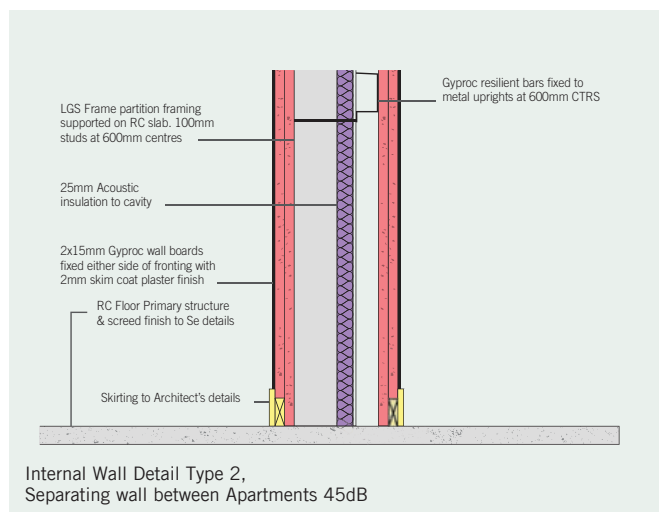 LGS Frame partition framing
supported on RC slab. 100mm
studs at 600mm centres
Gyproc resilient bars fixed to
metal uprights at 600mm CTRS
25mm Acoustic
insulation to cavity
2x15mm Gyproc wall boards
fixed either side of fronting with
2mm skim coat plaster finish
RC Floor Primary structure
& screed finish to Se details
Skirting to Architect's details
Internal Wall Detail Type 2,
Separating wall between Apartments 45dB